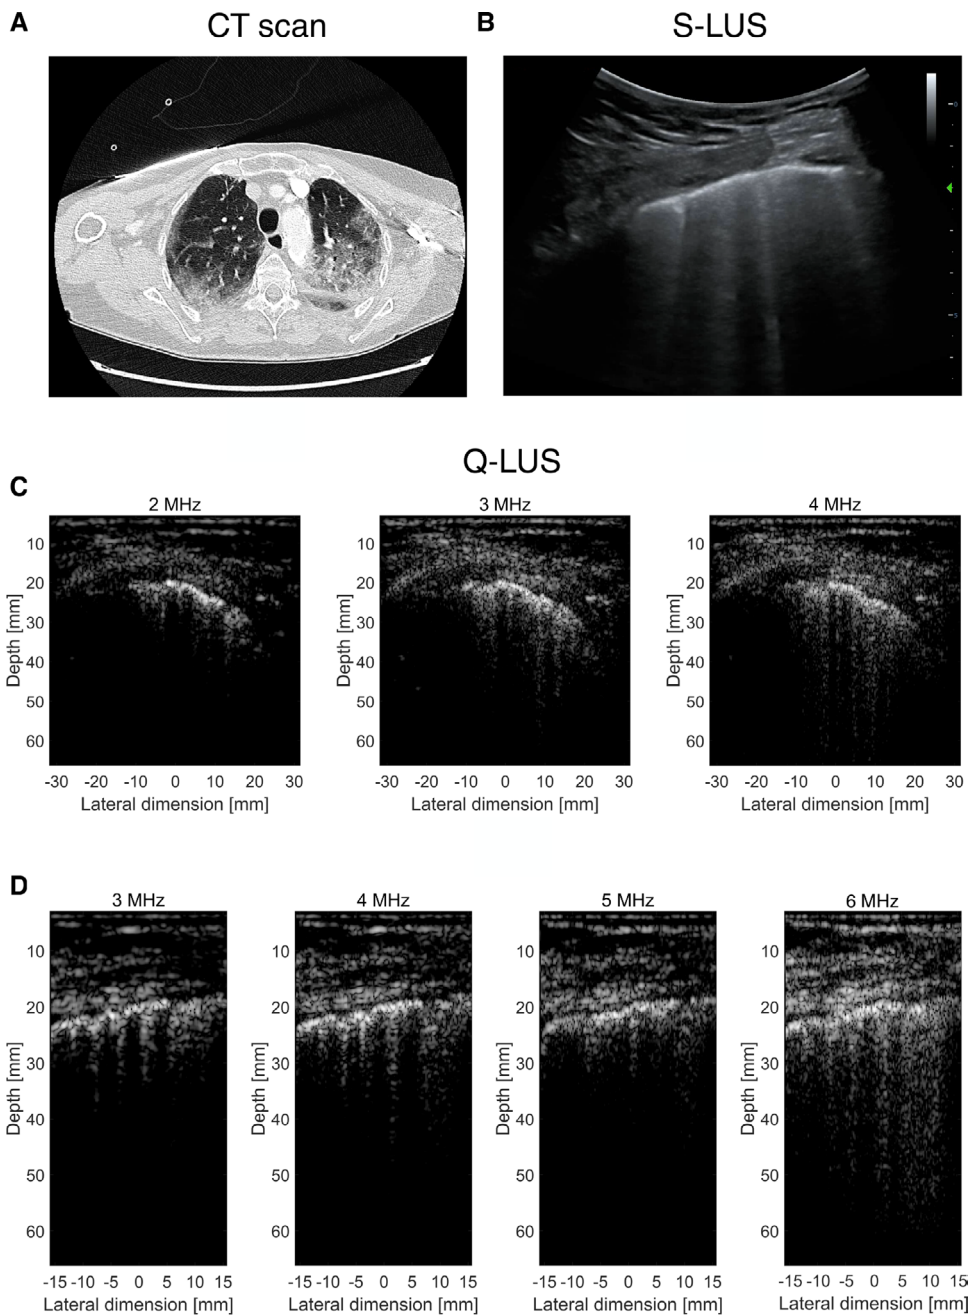 A
CT scan
B
S-LUS
0
5
Q-LUS
C
2 MHz
3 MHz
4 MHz
10
20
30
40
50
60
Depth [mm]
-30 -20 -10 0 10 20 30
Lateral dimension [mm]
10
20
30
40
50
60
Depth [mm]
-30 -20 -10 0 10 20 30
Lateral dimension [mm]
10
20
30
40
50
60
Depth [mm]
-30 -20 -10 0 10 20 30
Lateral dimension [mm]
D
3 MHz
4 MHz
5 MHz
6 MHz
10
20
30
40
50
60
Depth [mm]
-15 -10 -5 0 5 10 15
Lateral dimension [mm]
10
20
30
40
50
60
Depth [mm]
-15 -10 -5 0 5 10 15
Lateral dimension [mm]
10
20
30
40
50
60
Depth [mm]
-15 -10 -5 0 5 10 15
Lateral dimension [mm]
10
20
30
40
50
60
Depth [mm]
-15 -10 -5 0 5 10 15
Lateral dimension [mm]